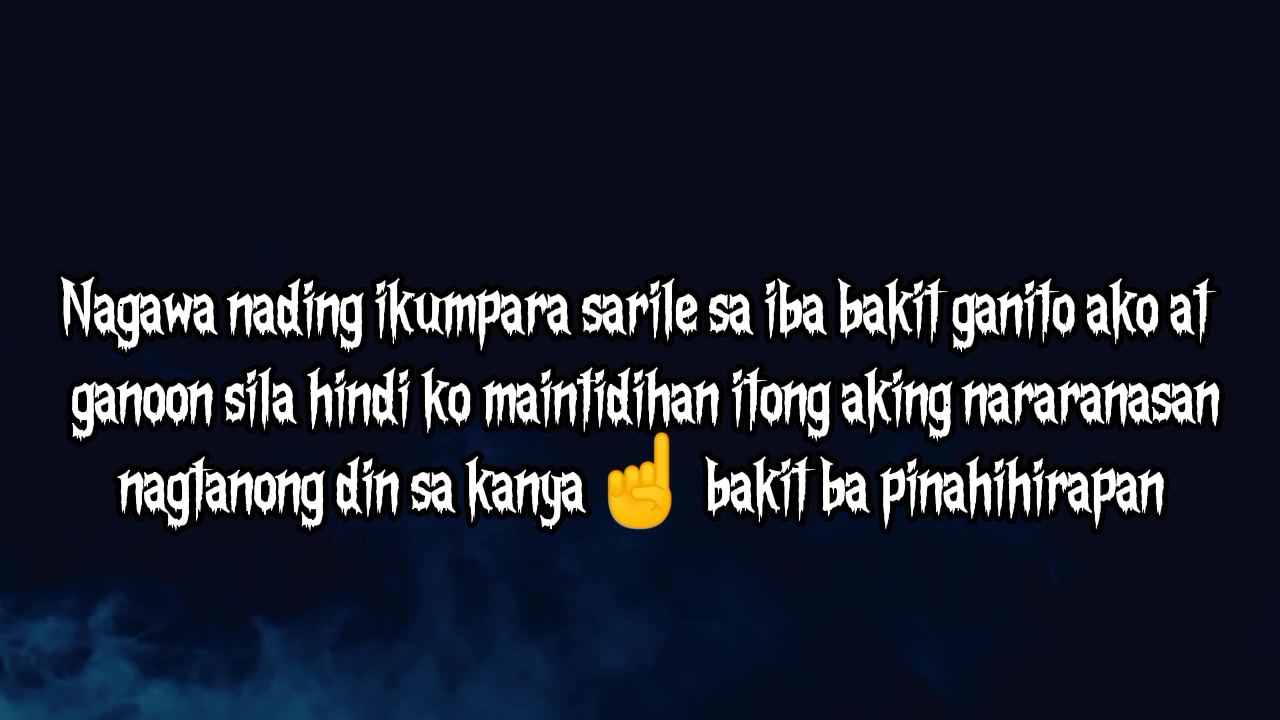 Nagawa nading ikumpara sarile sa iba bakit ganito ako at
ganoon sila hindi ko maintidihan itong aking nararanasan
nagtanong din sa kanya ☝️ bakit ba pinahihirapan